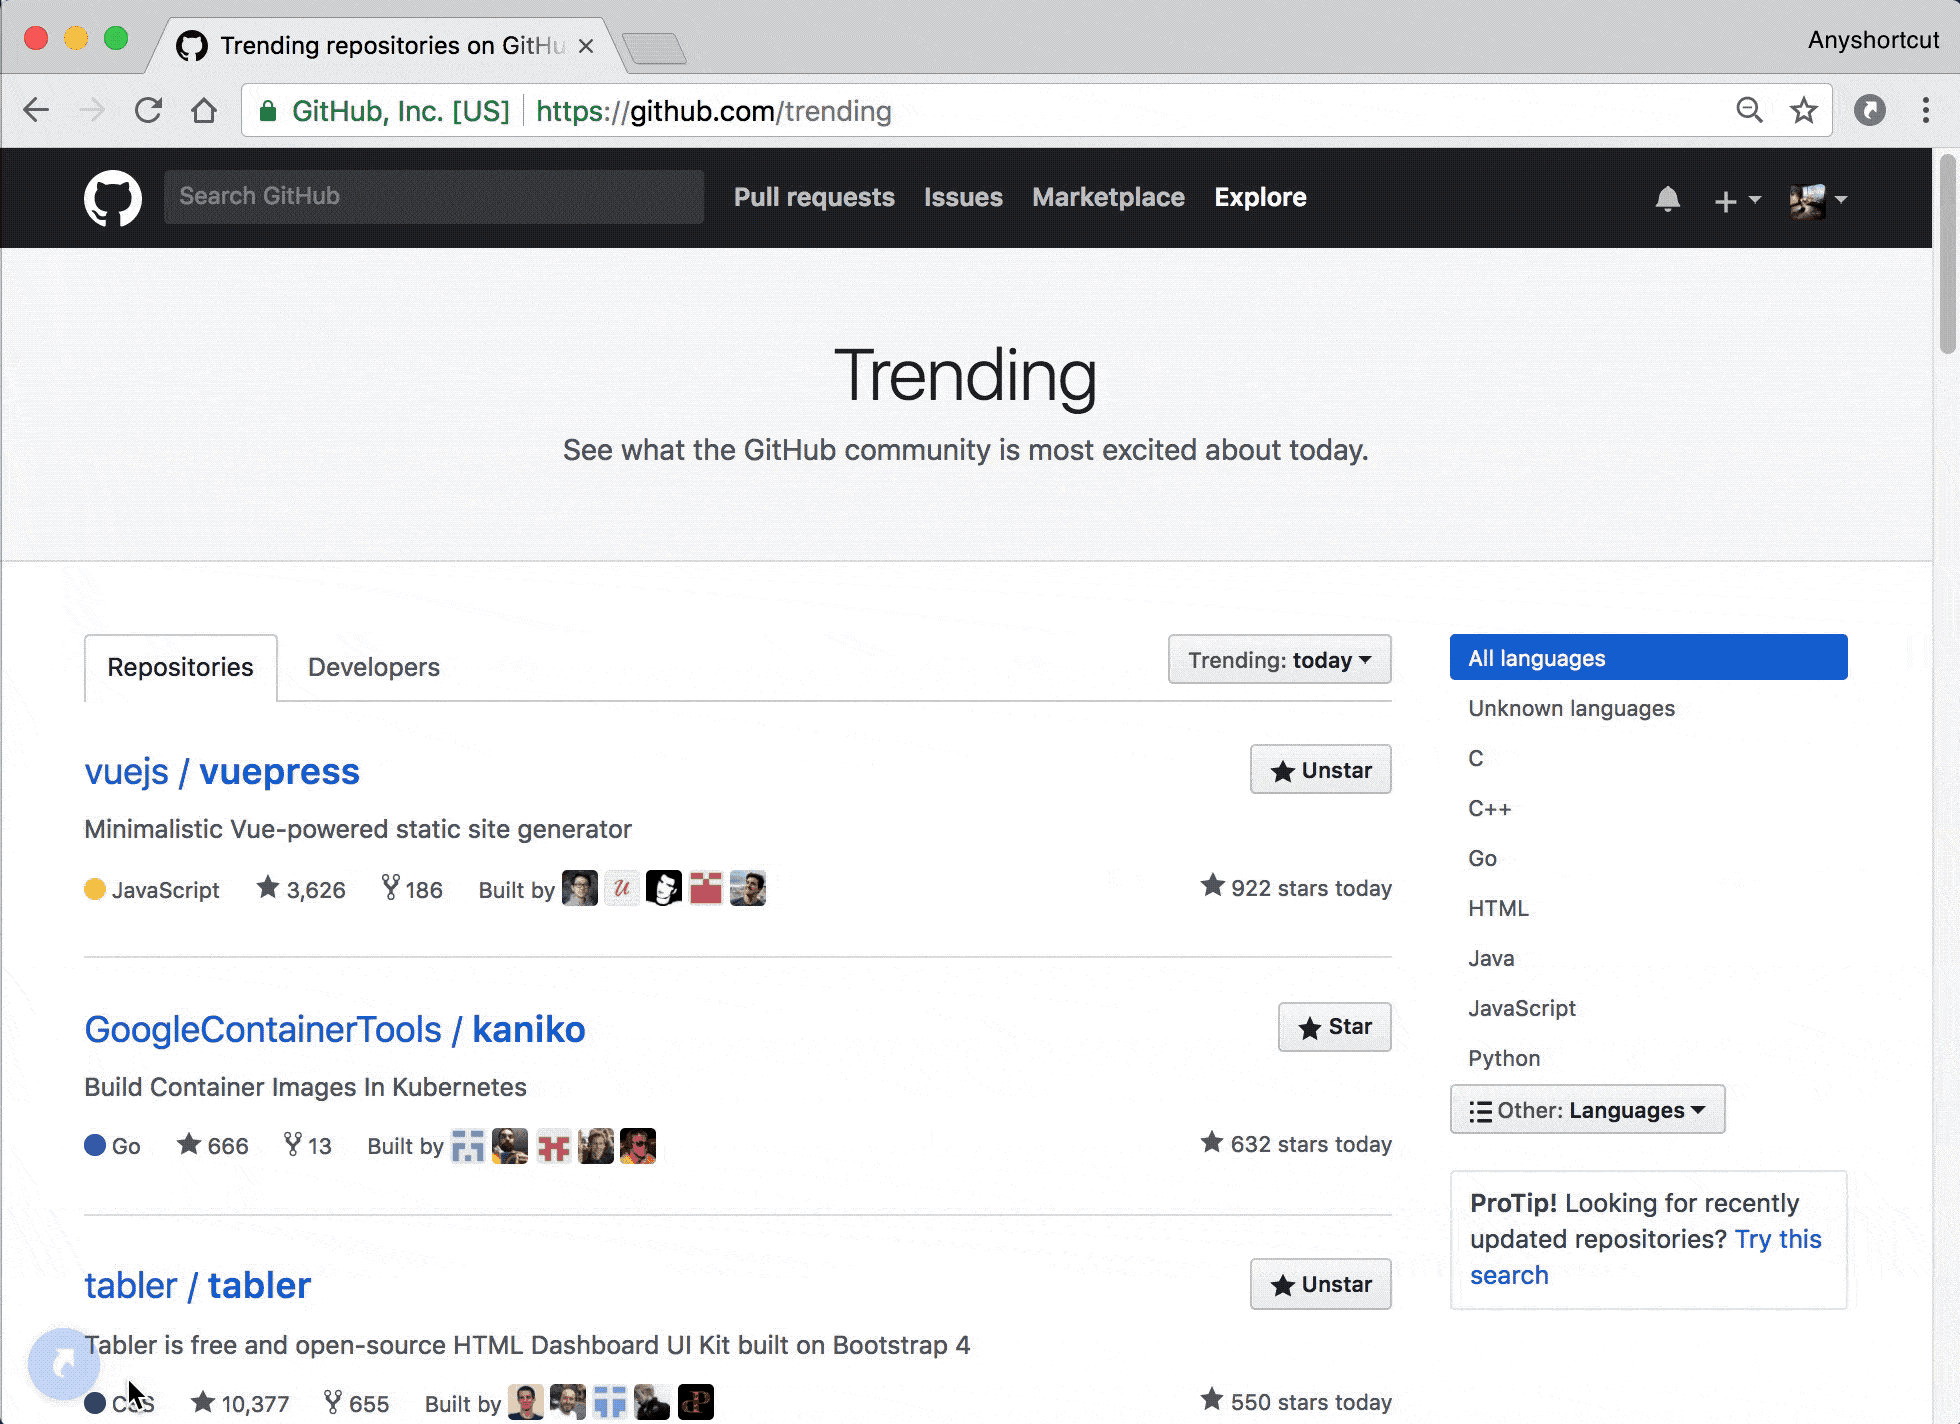 Trending repositories on GitHu
Anyshortcut
GitHub, Inc. [US] https://github.com/trending
Search GitHub Pull requests Issues Marketplace Explore
Trending
See what the GitHub community is most excited about today.
Repositories Developers Trending: today
vuejs / vuepress Unstar
Minimalistic Vue-powered static site generator
JavaScript 3,626 186 Built by 922 stars today
GoogleContainerTools / kaniko Star
Build Container Images In Kubernetes
Go 666 13 Built by 632 stars today
tabler / tabler Unstar
Tabler is free and open-source HTML Dashboard UI Kit built on Bootstrap 4
CSS 10,377 655 Built by 550 stars today
All languages
Unknown languages
C
C++
Go
HTML
Java
JavaScript
Python
Other: Languages
ProTip! Looking for recently
updated repositories? Try this
search